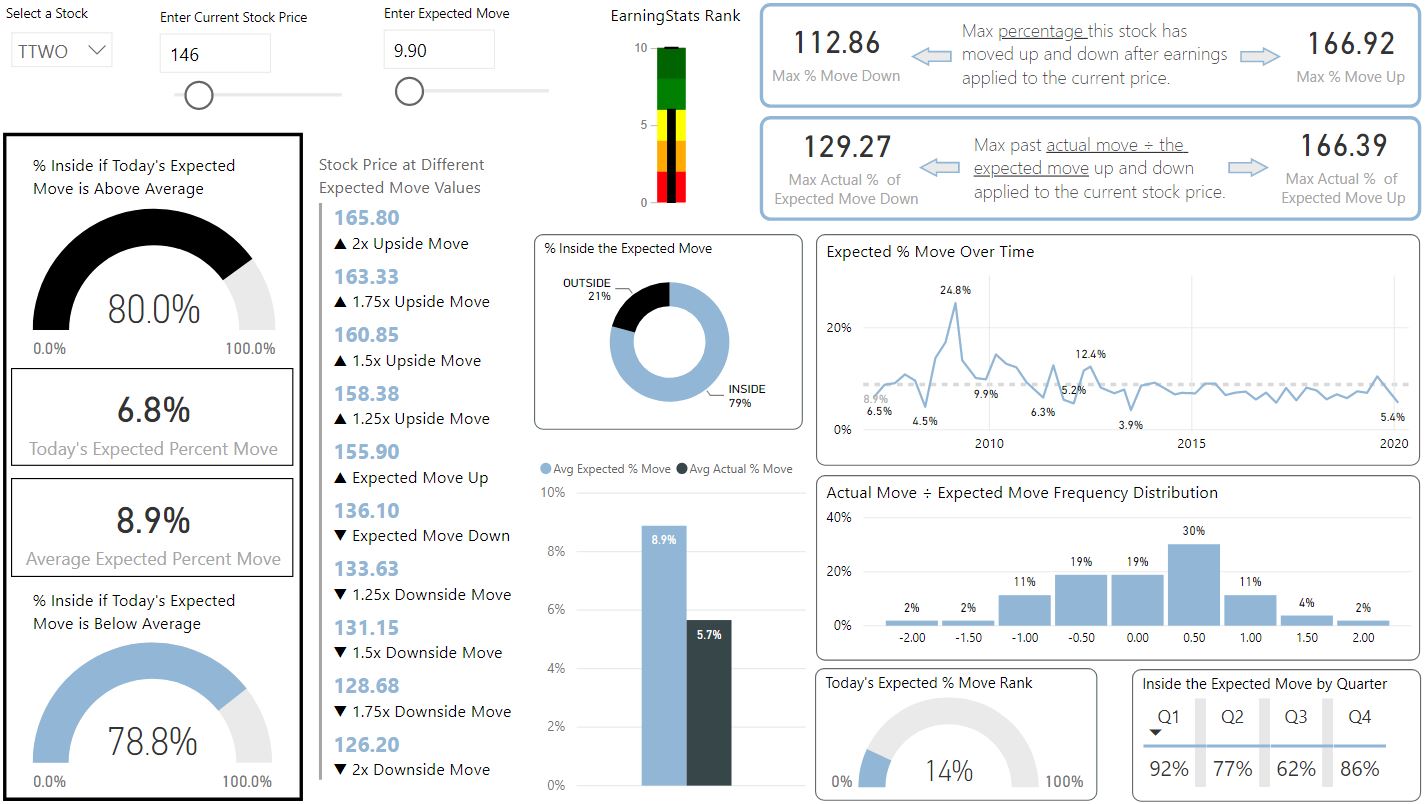 Select a Stock
TTWO
Enter Current Stock Price
146
Enter Expected Move
9.90
EarningStats Rank
10
5
0
112.86
Max % Move Down
Max percentage this stock has
moved up and down after earnings
applied to the current price.
166.92
Max % Move Up
129.27
Max Actual % of
Expected Move Down
Max past actual move ÷ the
expected move up and down
applied to the current stock price.
166.39
Max Actual % of
Expected Move Up
% Inside if Today's Expected
Move is Above Average
80.0%
0.0%
100.0%
6.8%
Today's Expected Percent Move
8.9%
Average Expected Percent Move
% Inside if Today's Expected
Move is Below Average
78.8%
0.0%
100.0%
Stock Price at Different
Expected Move Values
165.80
▲ 2x Upside Move
163.33
▲ 1.75x Upside Move
160.85
▲ 1.5x Upside Move
158.38
▲ 1.25x Upside Move
155.90
▲ Expected Move Up
136.10
▼ Expected Move Down
133.63
▼ 1.25x Downside Move
131.15
▼ 1.5x Downside Move
128.68
▼ 1.75x Downside Move
126.20
▼ 2x Downside Move
% Inside the Expected Move
OUTSIDE
21%
INSIDE
79%
Avg Expected % Move
Avg Actual % Move
10%
8%
6%
4%
2%
0%
8.9%
5.7%
Expected % Move Over Time
20%
0%
24.8%
8.9%
6.5%
4.5%
9.9%
6.3%
5.2%
12.4%
3.9%
5.4%
2010
2015
2020
Actual Move ÷ Expected Move Frequency Distribution
40%
20%
0%
2%
2%
11%
19%
19%
30%
11%
4%
2%
-2.00
-1.50
-1.00
-0.50
0.00
0.50
1.00
1.50
2.00
Today's Expected % Move Rank
0%
14%
100%
Inside the Expected Move by Quarter
Q1 Q2 Q3 Q4
92% 77% 62% 86%